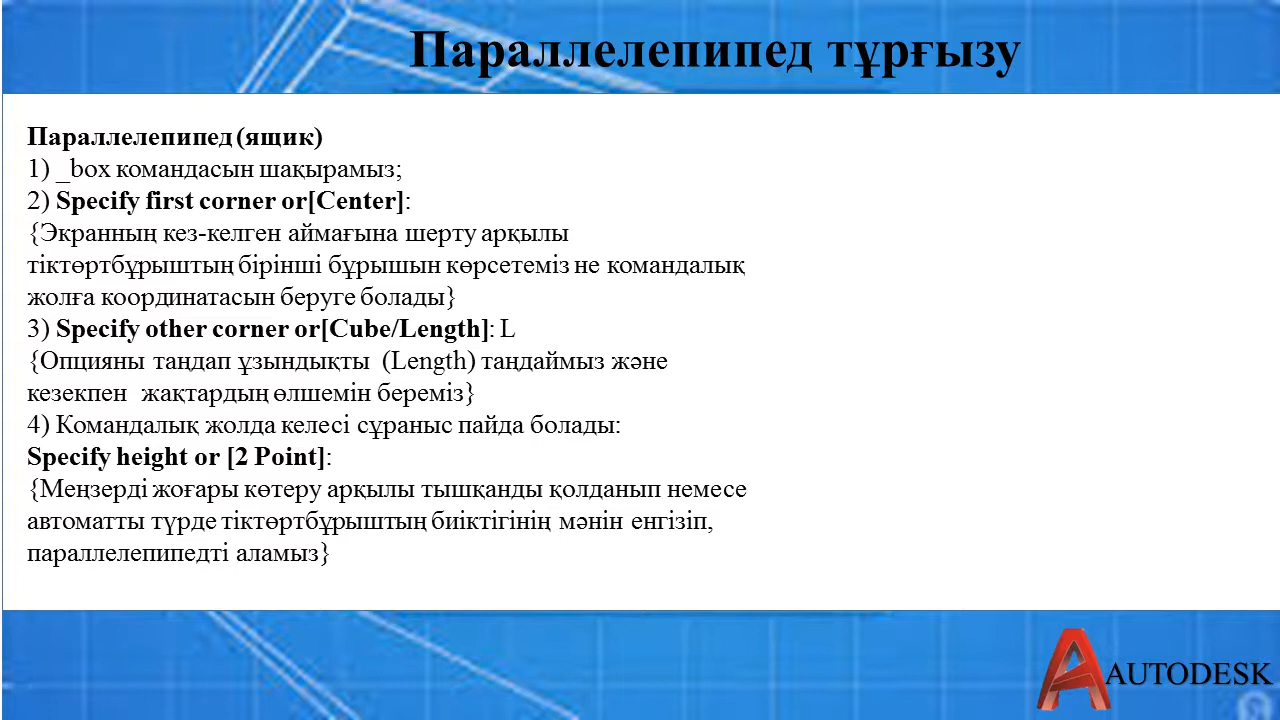 Параллелепипед тұрғызу
Параллелепипед (ящик)
1) _box командасын шақырамыз;
2) Specify first corner or[Center]:
{Экранның кез-келген аймағына шерту арқылы
тіктөртбұрыштың бірінші бұрышын көрсетеміз не командалық
жолға координатасын беруге болады}
3) Specify other corner or[Cube/Length]: L
{Опцияны таңдап ұзындықты (Length) таңдаймыз және
кезекпен жақтардың өлшемін береміз}
4) Командалық жолда келесі сұраныс пайда болады:
Specify height or [2 Point]:
{Меңзерді жоғары көтеру арқылы тышқанды қолданып немесе
автоматты түрде тіктөртбұрыштың биіктігінің мәнін енгізіп,
параллелепипедті аламыз}
AUTODESK